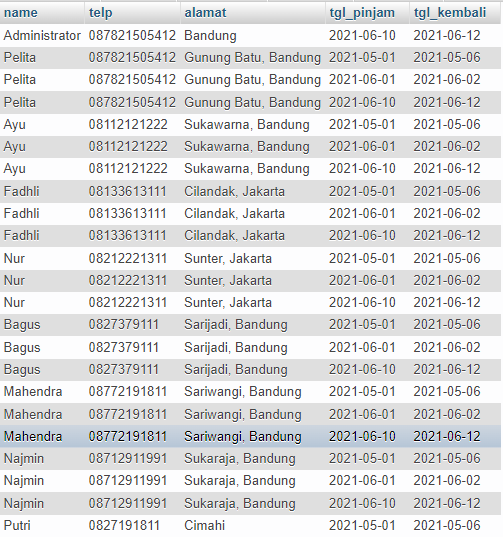 name telp alamat tgl_pinjam tgl_kembali
Administrator 087821505412 Bandung 2021-06-10 2021-06-12
Pelita 087821505412 Gunung Batu, Bandung 2021-05-01 2021-05-06
Pelita 087821505412 Gunung Batu, Bandung 2021-06-01 2021-06-02
Pelita 087821505412 Gunung Batu, Bandung 2021-06-10 2021-06-12
Ayu 08112121222 Sukawarna, Bandung 2021-05-01 2021-05-06
Ayu 08112121222 Sukawarna, Bandung 2021-06-01 2021-06-02
Ayu 08112121222 Sukawarna, Bandung 2021-06-10 2021-06-12
Fadhli 08133613111 Cilandak, Jakarta 2021-05-01 2021-05-06
Fadhli 08133613111 Cilandak, Jakarta 2021-06-01 2021-06-02
Fadhli 08133613111 Cilandak, Jakarta 2021-06-10 2021-06-12
Nur 08212221311 Sunter, Jakarta 2021-05-01 2021-05-06
Nur 08212221311 Sunter, Jakarta 2021-06-01 2021-06-02
Nur 08212221311 Sunter, Jakarta 2021-06-10 2021-06-12
Bagus 0827379111 Sarijadi, Bandung 2021-05-01 2021-05-06
Bagus 0827379111 Sarijadi, Bandung 2021-06-01 2021-06-02
Bagus 0827379111 Sarijadi, Bandung 2021-06-10 2021-06-12
Mahendra 08772191811 Sariwangi, Bandung 2021-05-01 2021-05-06
Mahendra 08772191811 Sariwangi, Bandung 2021-06-01 2021-06-02
Mahendra 08772191811 Sariwangi, Bandung 2021-06-10 2021-06-12
Najmin 08712911991 Sukaraja, Bandung 2021-05-01 2021-05-06
Najmin 08712911991 Sukaraja, Bandung 2021-06-01 2021-06-02
Najmin 08712911991 Sukaraja, Bandung 2021-06-10 2021-06-12
Putri 0827191811 Cimahi 2021-05-01 2021-05-06